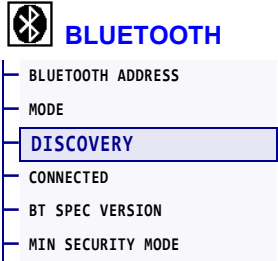 BLUETOOTH
BLUETOOTH ADDRESS
MODE
DISCOVERY
CONNECTED
BT SPEC VERSION
MIN SECURITY MODE